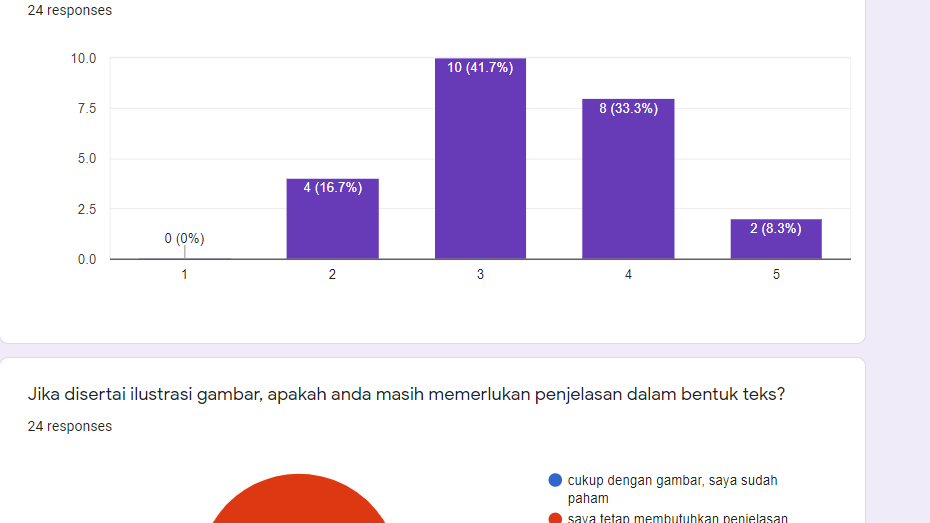 24 responses
10.0
7.5
5.0
2.5
0.0
0 (0%)
4 (16.7%)
10 (41.7%)
8 (33.3%)
2 (8.3%)
1
2
3
4
5
Jika disertai ilustrasi gambar, apakah anda masih memerlukan penjelasan dalam bentuk teks?
24 responses
cukup dengan gambar, saya sudah
paham
saya tetap membutuhkan penjelasan